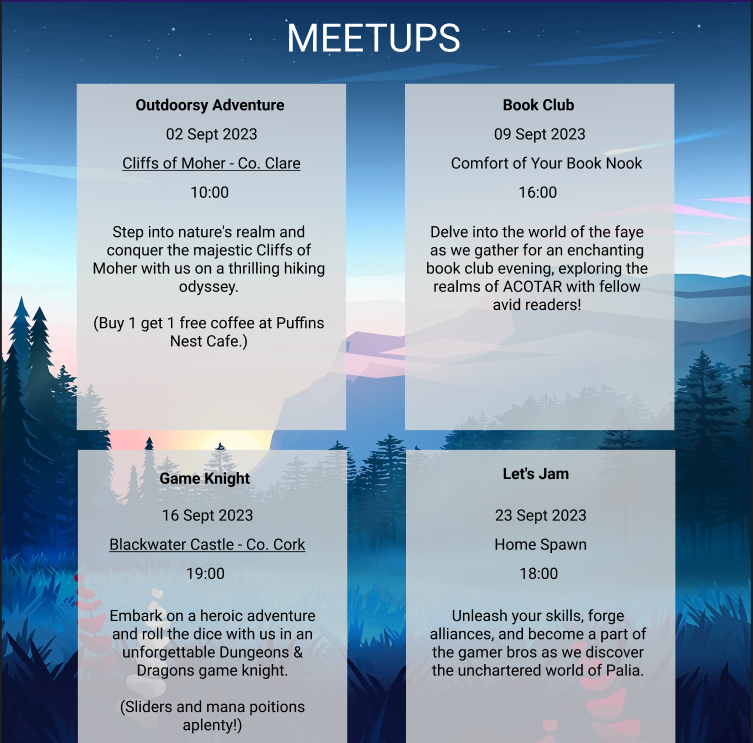 MEETUPS
Outdoorsy Adventure
02 Sept 2023
Cliffs of Moher - Co. Clare
10:00
Step into nature's realm and
conquer the majestic Cliffs of
Moher with us on a thrilling hiking
odyssey.
(Buy 1 get 1 free coffee at Puffins
Nest Cafe.)
Book Club
09 Sept 2023
Comfort of Your Book Nook
16:00
Delve into the world of the faye
as we gather for an enchanting
book club evening, exploring the
realms of ACOTAR with fellow
avid readers!
Game Knight
16 Sept 2023
Blackwater Castle - Co. Cork
19:00
Embark on a heroic adventure
and roll the dice with us in an
unforgettable Dungeons &
Dragons game knight.
(Sliders and mana poitions
aplenty!)
Let's Jam
23 Sept 2023
Home Spawn
18:00
Unleash your skills, forge
alliances, and become a part of
the gamer bros as we discover
the unchartered world of Palia.